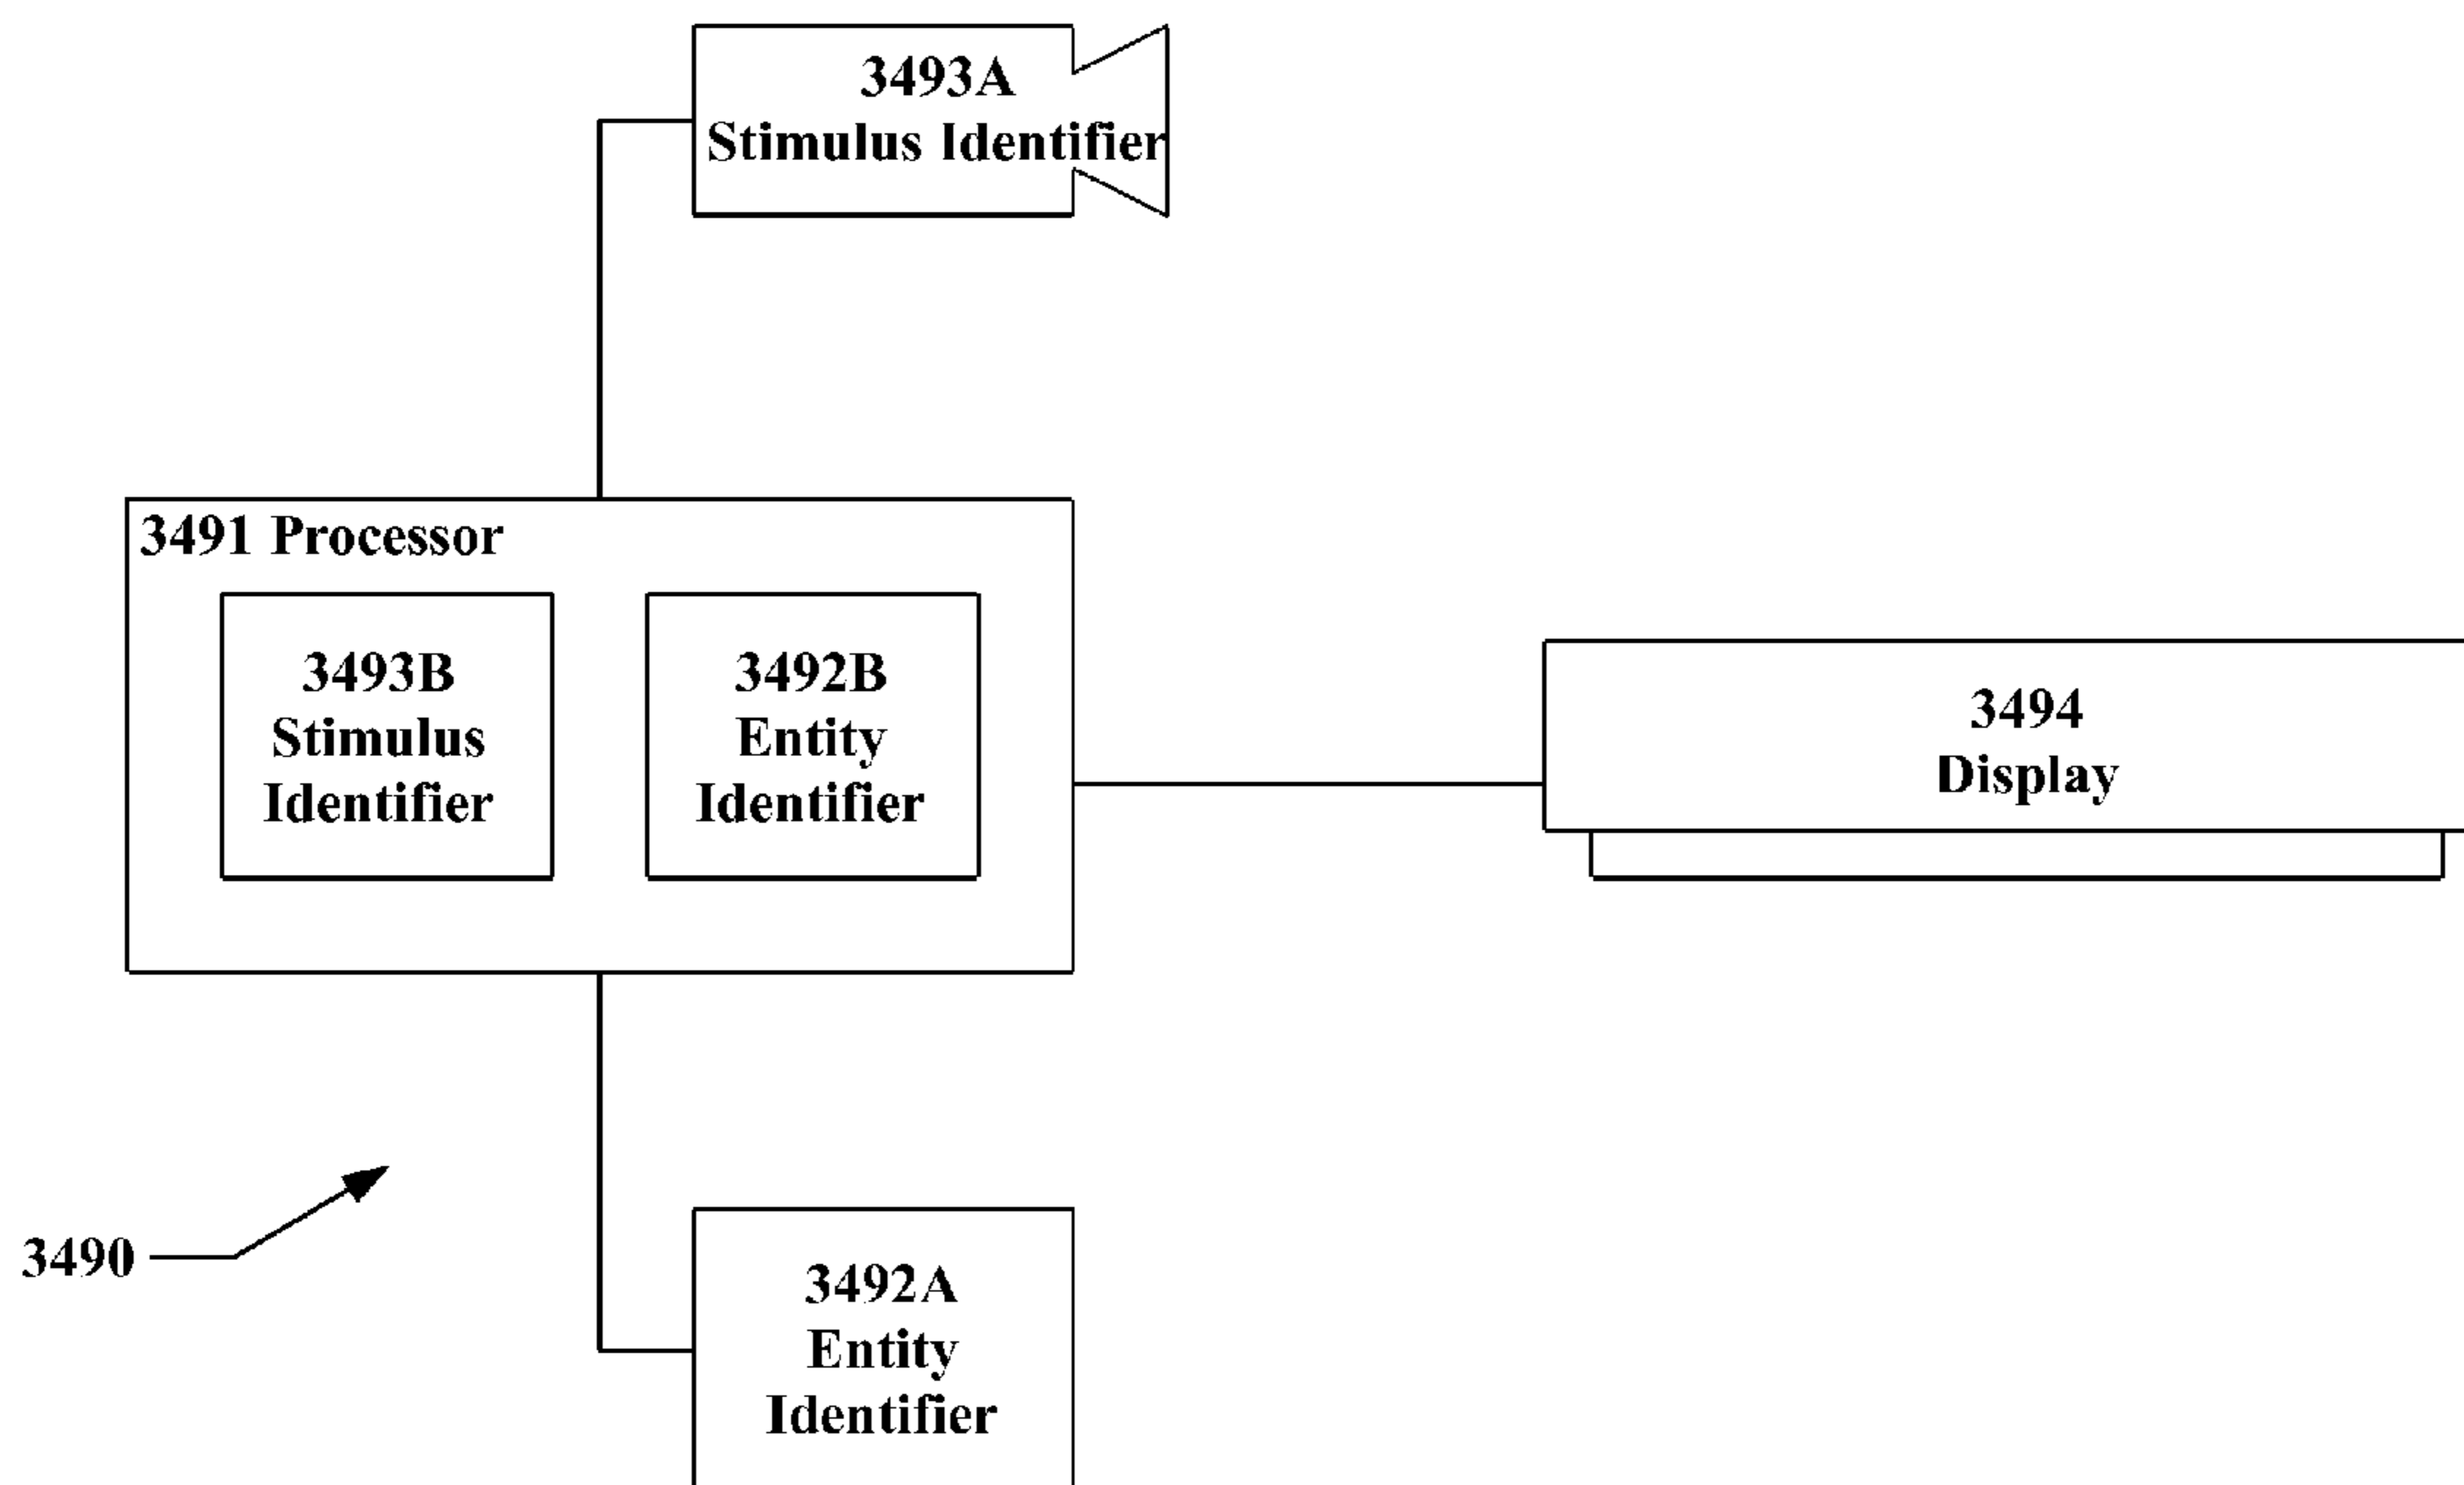 3493A
Stimulus Identifier
3491 Processor
3493B
Stimulus
Identifier
3492B
Entity
Identifier
3494
Display
3490
3492A
Entity
Identifier